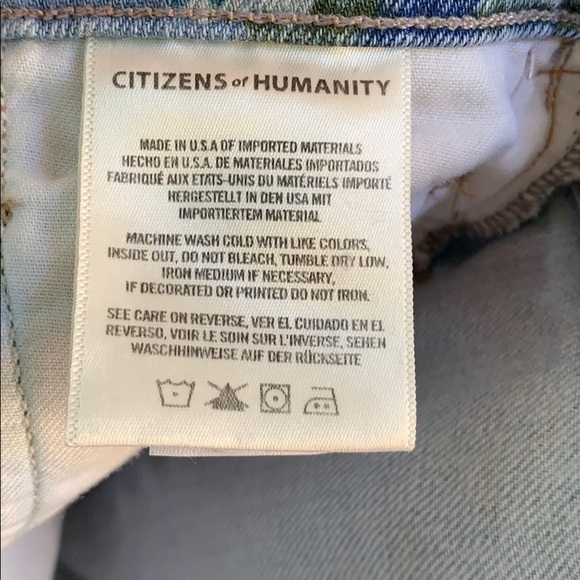 CITIZENS of HUMANITY
MADE IN U.S.A OF IMPORTED MATERIALS
HECHO EN U.S.A. DE MATERIALES IMPORTADOS
FABRIQUÉ AUX ETATS-UNIS DU MATÉRIELS IMPORTÉ
HERGESTELLT IN DEN USA MIT
IMPORTIERTEM MATERIAL
MACHINE WASH COLD WITH LIKE COLORS,
INSIDE OUT, DO NOT BLEACH, TUMBLE DRY LOW,
IRON MEDIUM IF NECESSARY,
IF DECORATED OR PRINTED DO NOT IRON.
SEE CARE ON REVERSE, VER EL CUIDADO EN EL
REVERSO, VOIR LE SOIN SUR L'INVERSE, SEHEN
WASCHHINWEISE AUF DER RÜCKSEITE